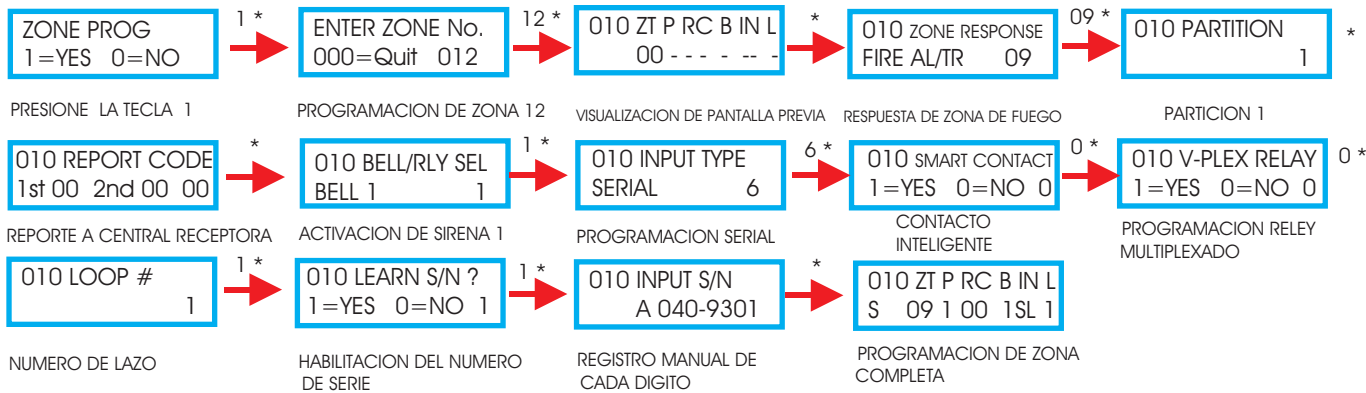 ZONE PROG
1=YES 0=NO
1 *
ENTER ZONE No.
000=Quit 012
12 *
010 ZT P RC B IN L
00 - - - - -- -
*
010 ZONE RESPONSE
FIRE AL/TR 09
09 *
010 PARTITION
1
*
PRESIONE LA TECLA 1
PROGRAMACION DE ZONA 12
VISUALIZACION DE PANTALLA PREVIA
RESPUESTA DE ZONA DE FUEGO
PARTICION 1
010 REPORT CODE
1st 00 2nd 00 00
*
010 BELL/RLY SEL
BELL 1 1
1 *
010 INPUT TYPE
SERIAL 6
6 *
010 SMART CONTACT
1=YES 0=NO 0
0 *
010 V-PLEX RELAY
1=YES 0=NO 0
0 *
REPORTE A CENTRAL RECEPTORA
ACTIVACION DE SIRENA 1
PROGRAMACION SERIAL
CONTACTO
INTELIGENTE
PROGRAMACION RELEY
MULTIPLEXADO
010 LOOP #
1
1 *
010 LEARN S/N ?
1=YES 0=NO 1
1 *
010 INPUT S/N
A 040-9301
*
010 ZT P RC B IN L
S 09 1 00 1SL 1
NUMERO DE LAZO
HABILITACION DEL NUMERO
DE SERIE
REGISTRO MANUAL DE
CADA DIGITO
PROGRAMACION DE ZONA
COMPLETA